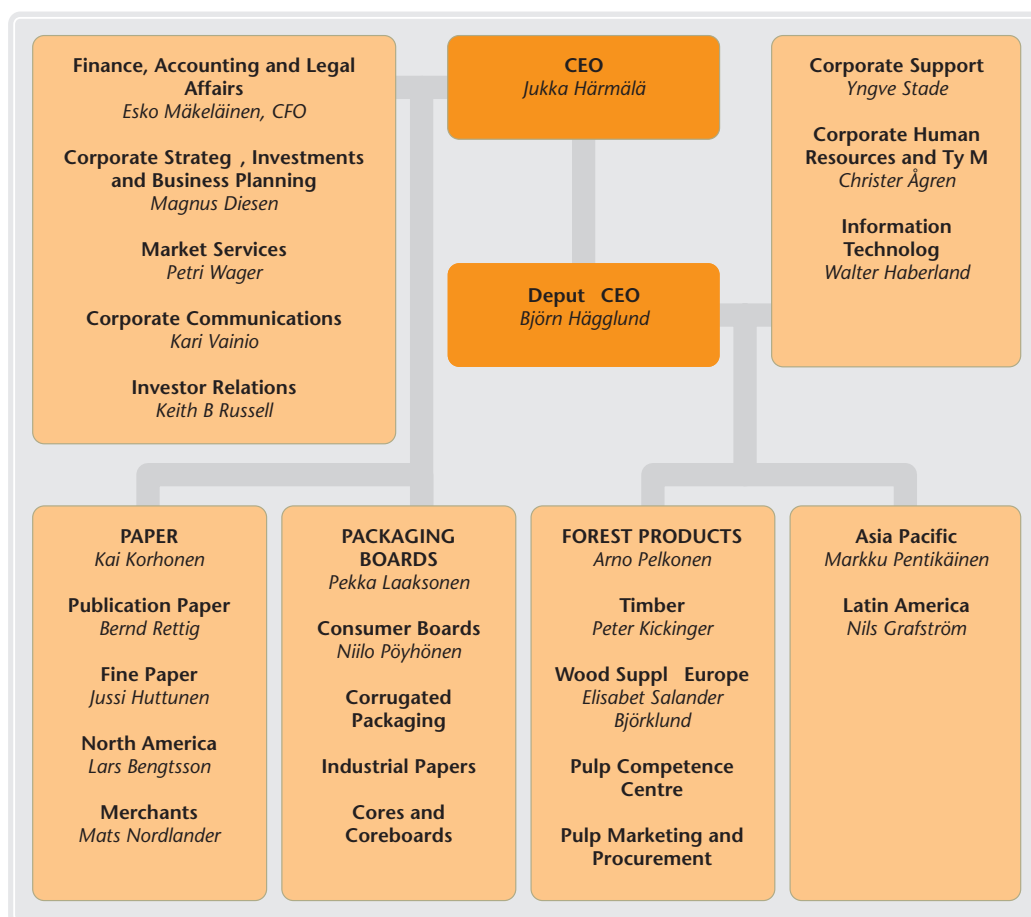 Finance, Accounting and Legal
Affairs
Esko Mäkeläinen, CFO
Corporate Strateg , Investments
and Business Planning
Magnus Diesen
Market Services
Petri Wager
Corporate Communications
Kari Vainio
Investor Relations
Keith B Russell
CEO
Jukka Härmälä
Deput CEO
Björn Hägglund
Corporate Support
Yngve Stade
Corporate Human
Resources and Ty M
Christer Ågren
Information
Technolog
Walter Haberland
PAPER
Kai Korhonen
Publication Paper
Bernd Rettig
Fine Paper
Jussi Huttunen
North America
Lars Bengtsson
Merchants
Mats Nordlander
PACKAGING
BOARDS
Pekka Laaksonen
Consumer Boards
Niilo Pöyhönen
Corrugated
Packaging
Industrial Papers
Cores and
Coreboards
FOREST PRODUCTS
Arno Pelkonen
Timber
Peter Kickinger
Wood Suppl Europe
Elisabet Salander
Björklund
Pulp Competence
Centre
Pulp Marketing and
Procurement
Asia Pacific
Markku Pentikäinen
Latin America
Nils Grafström